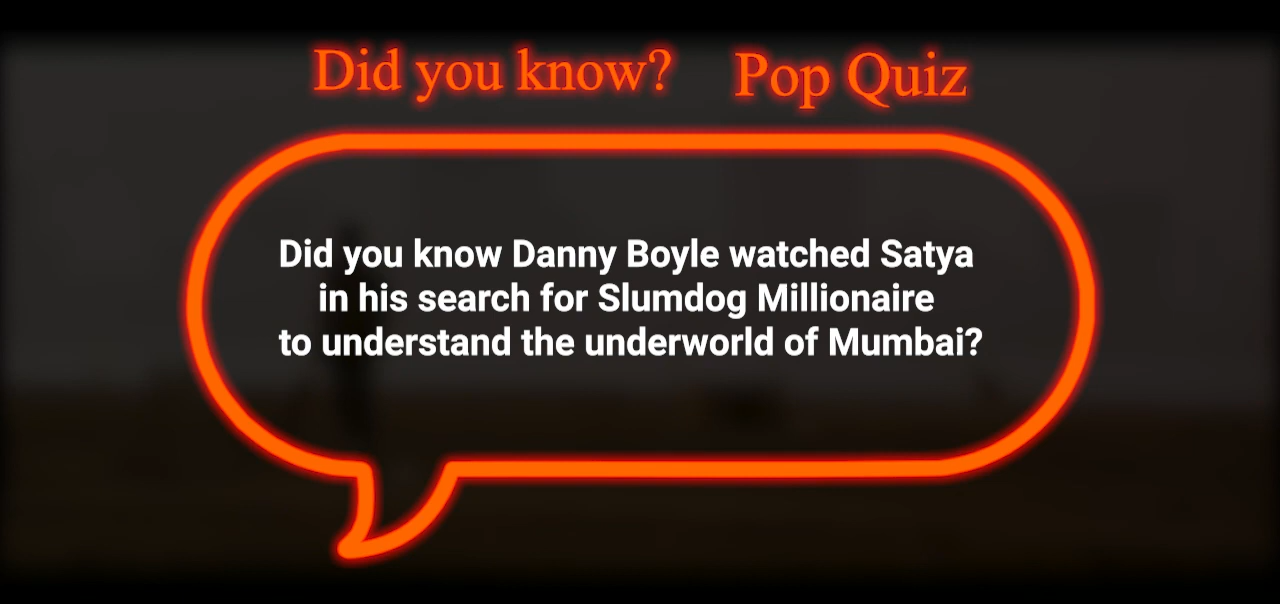 Did you know? Pop Quiz
Did you know Danny Boyle watched Satya
in his search for Slumdog Millionaire
to understand the underworld of Mumbai?